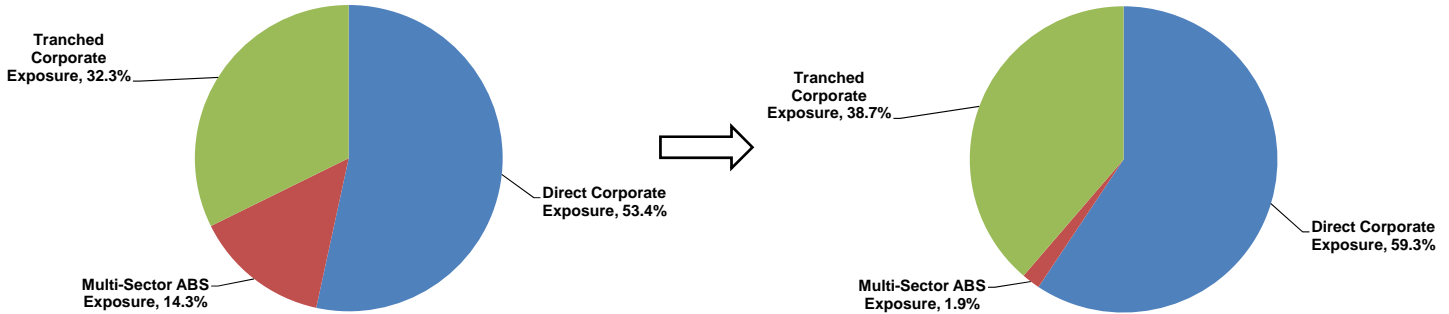 Tranched
Corporate
Exposure, 32.3%
Direct Corporate
Exposure, 53.4%
Multi-Sector ABS
Exposure, 14.3%
Tranched
Corporate
Exposure, 38.7%
Direct Corporate
Exposure, 59.3%
Multi-Sector ABS
Exposure, 1.9%